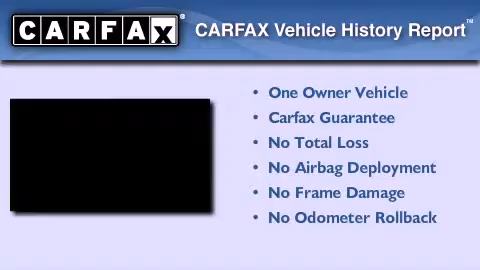 CARFAX® CARFAX Vehicle History Report™
• One Owner Vehicle
• Carfax Guarantee
• No Total Loss
• No Airbag Deployment
• No Frame Damage
• No Odometer Rollback